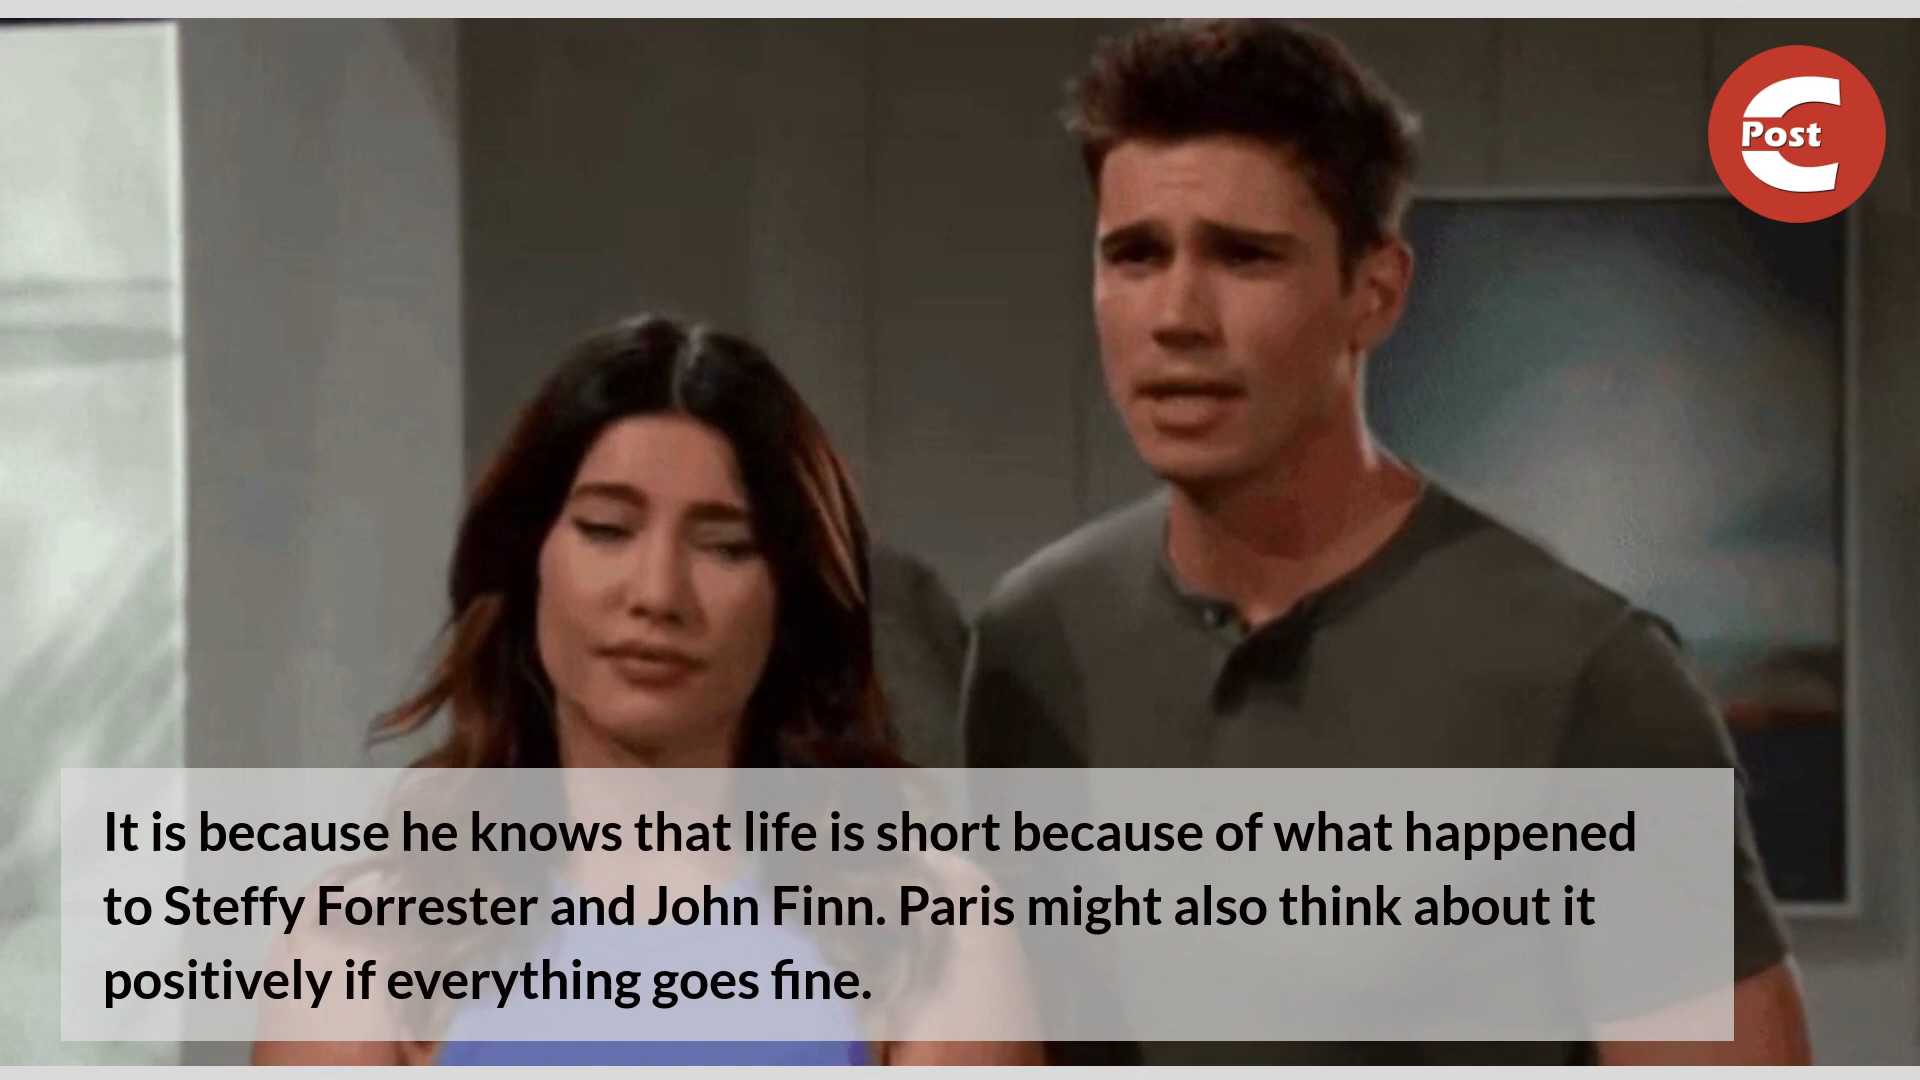 Post
It is because he knows that life is short because of what happened
to Steffy Forrester and John Finn. Paris might also think about it
positively if everything goes fine.